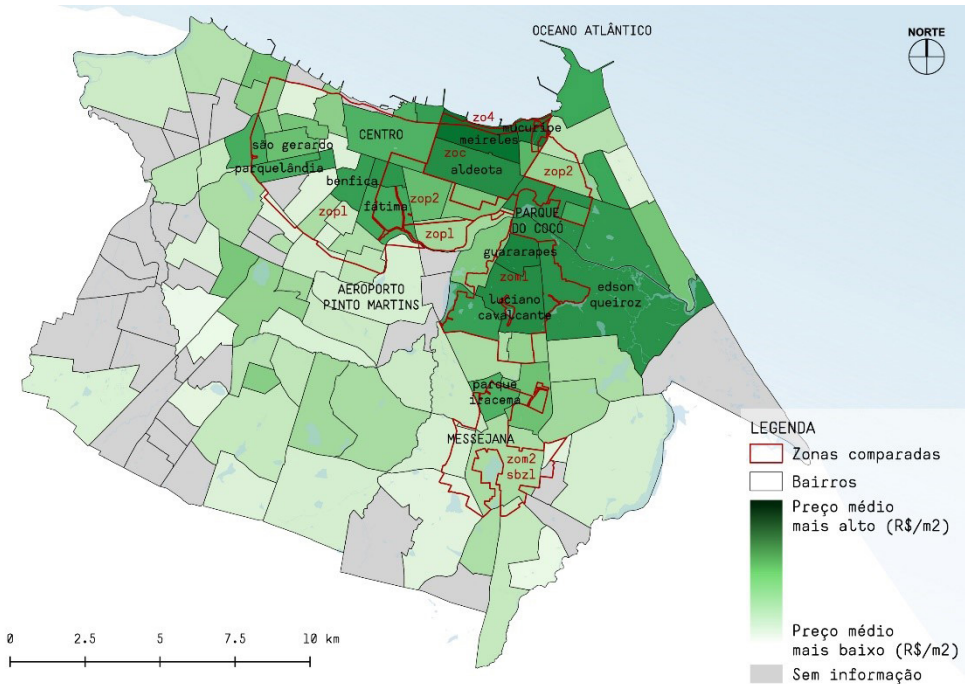 OCEANO ATLÂNTICO
NORTE
zo4
mucuripe
CENTRO
meireles
são gerardo
zoc
aldeota
parquelândia
zop2
benfica
fátima
zop2
zop1
PARQUE
DO COCÓ
zop1
guararapes
zom1
AEROPORTO
PINTO MARTINS
edson
queiroz
luciano
cavalcante
parque
iracema
MESSEJANA
zom2
sbz1
LEGENDA
Zonas comparadas
Bairros
Preço médio
mais alto (R$/m2)
Preço médio
mais baixo (R$/m2)
Sem informação
0 2.5 5 7.5 10 km